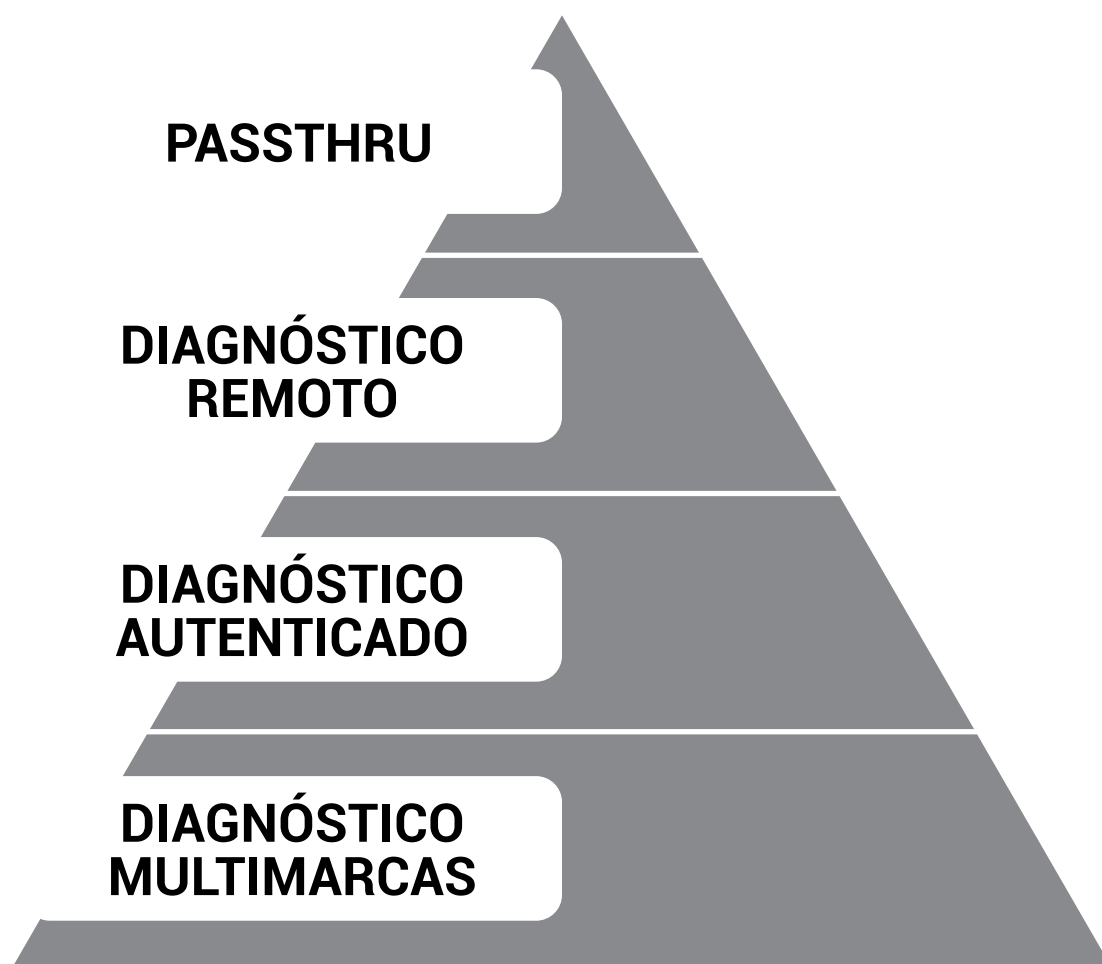 PASSTHRU
DIAGNÓSTICO
REMOTO
DIAGNÓSTICO
AUTENTICADO
DIAGNÓSTICO
MULTIMARCAS